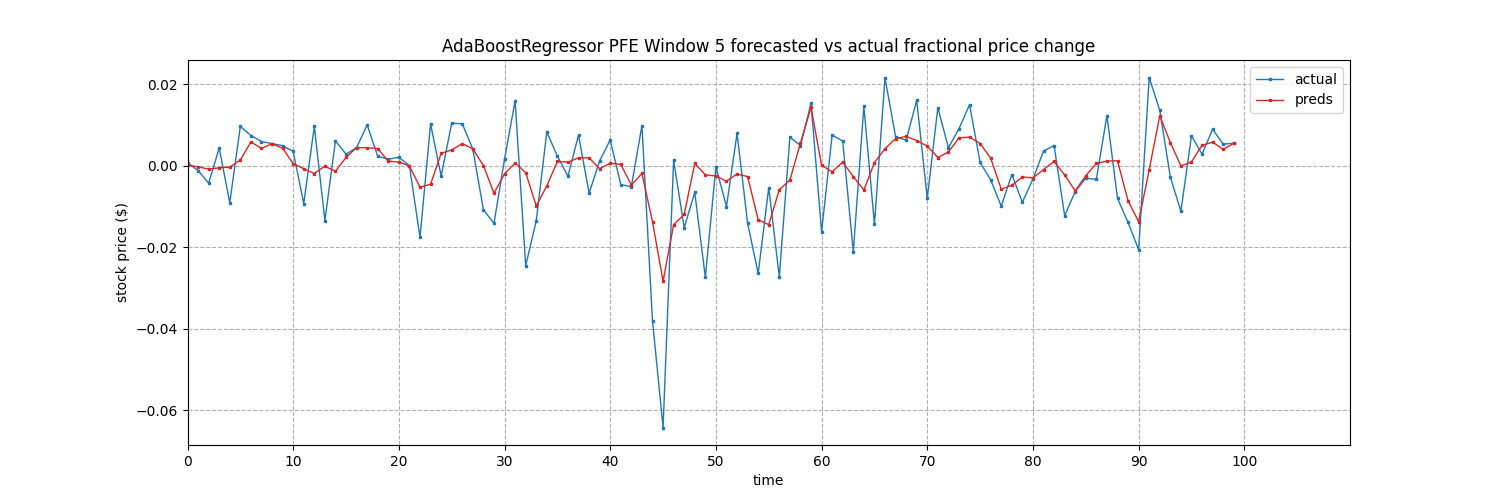 AdaBoostRegressor PFE Window 5 forecasted vs actual fractional price change
actual
preds
stock price ($)
0.02
0.00
−0.02
−0.04
−0.06
0 10 20 30 40 50 60 70 80 90 100
time